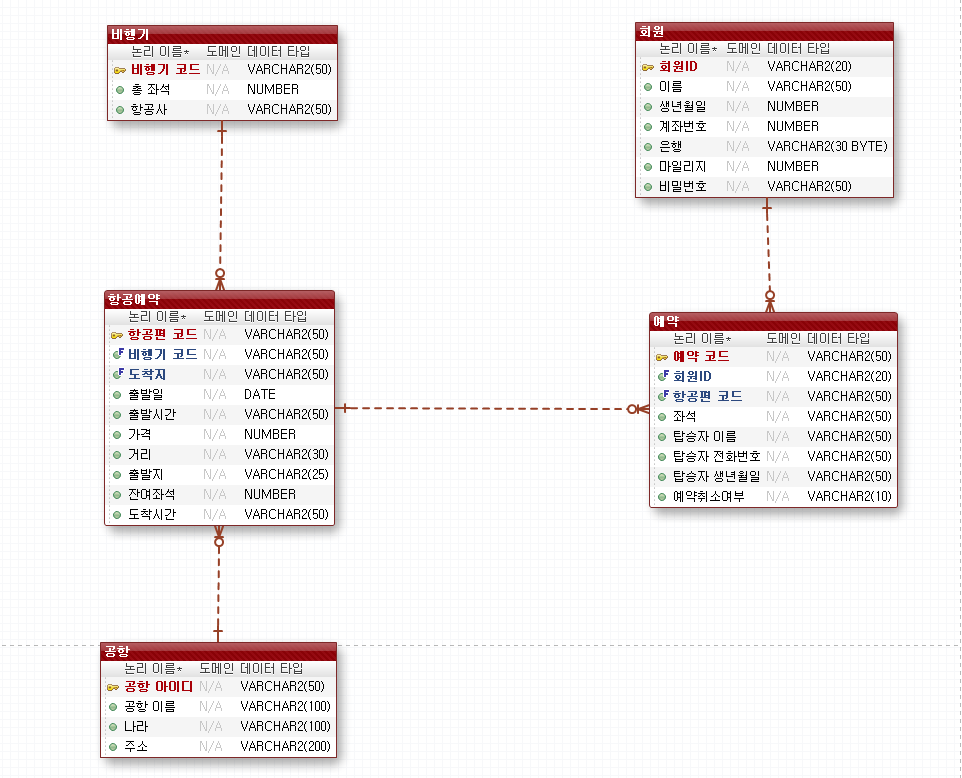 비행기
논리 이름* 도메인 데이터 타입
비행기 코드 N/A VARCHAR2(50)
총 좌석 N/A NUMBER
항공사 N/A VARCHAR2(50)
회원
논리 이름* 도메인 데이터 타입
회원ID N/A VARCHAR2(20)
이름 N/A VARCHAR2(50)
생년월일 N/A NUMBER
계좌번호 N/A NUMBER
은행 N/A VARCHAR2(30 BYTE)
마일리지 N/A NUMBER
비밀번호 N/A VARCHAR2(50)
항공예약
논리 이름* 도메인 데이터 타입
항공편 코드 N/A VARCHAR2(50)
비행기 코드 N/A VARCHAR2(50)
도착지 N/A VARCHAR2(50)
출발일 N/A DATE
출발시간 N/A VARCHAR2(50)
가격 N/A NUMBER
거리 N/A VARCHAR2(30)
출발지 N/A VARCHAR2(25)
잔여좌석 N/A NUMBER
도착시간 N/A VARCHAR2(50)
예약
논리 이름* 도메인 데이터 타입
예약 코드 N/A VARCHAR2(50)
회원ID N/A VARCHAR2(20)
항공편 코드 N/A VARCHAR2(50)
좌석 N/A VARCHAR2(50)
탑승자 이름 N/A VARCHAR2(50)
탑승자 전화번호 N/A VARCHAR2(50)
탑승자 생년월일 N/A VARCHAR2(50)
예약취소여부 N/A VARCHAR2(10)
공항
논리 이름* 도메인 데이터 타입
공항 아이디 N/A VARCHAR2(50)
공항 이름 N/A VARCHAR2(100)
나라 N/A VARCHAR2(100)
주소 N/A VARCHAR2(200)